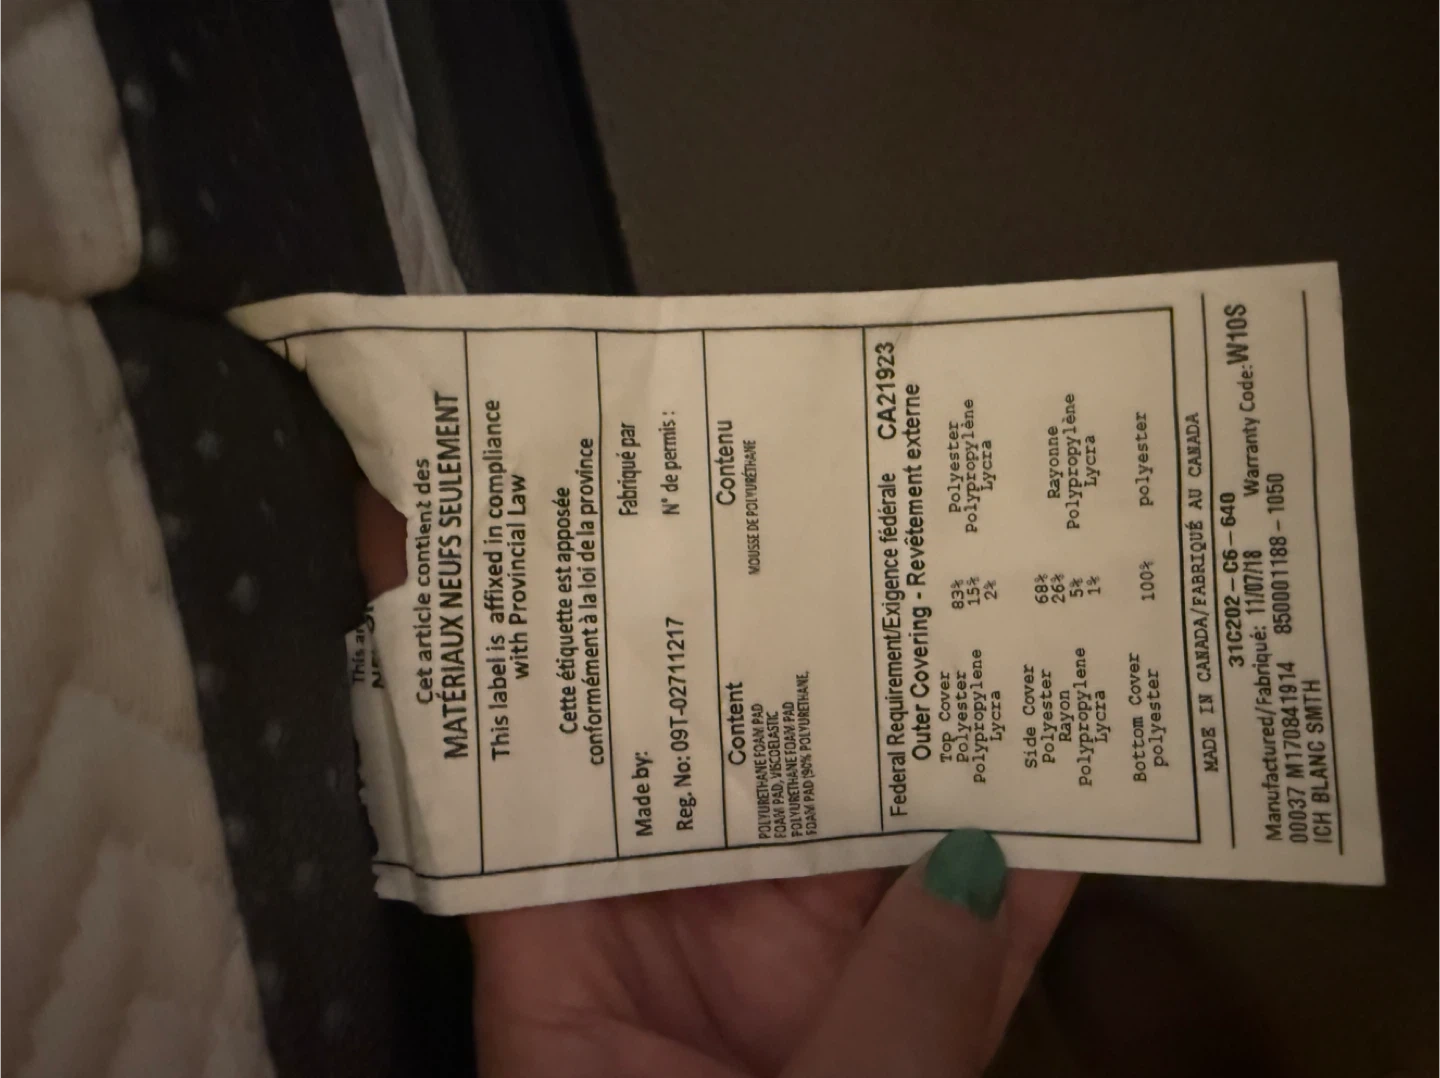 This ar
Cet article contient des
MATÉRIAUX NEUFS SEULEMENT
This label is affixed in compliance
with Provincial Law
Cette étiquette est apposée
conformément à la loi de la province
Made by: Fabriqué par
Reg. No: 09T-02711217 N° de permis :
Content Contenu
POLYURETHANE FOAM PAD MOUSSE DE POLYURÉTHANE
FOAM PAD, VISCOELASTIC
POLYURETHANE FOAM PAD
FOAM PAD (90% POLYURETHANE,
Federal Requirement/Exigence fédérale CA21923
Outer Covering - Revêtement externe
Top Cover
Polyester 83% Polyester
Polypropylene 15% Polypropylène
Lycra 2% Lycra
Side Cover
Polyester 68%
Rayon 26% Rayonne
Polypropylene 5% Polypropylène
Lycra 1% Lycra
Bottom Cover
polyester 100% polyester
MADE IN CANADA/FABRIQUÉ AU CANADA
31C202-C6-640
Manufactured/Fabriqué: 11/07/18 Warranty Code:W10S
00037 M170841914 850001188-1050
ICH BLANC SMTH